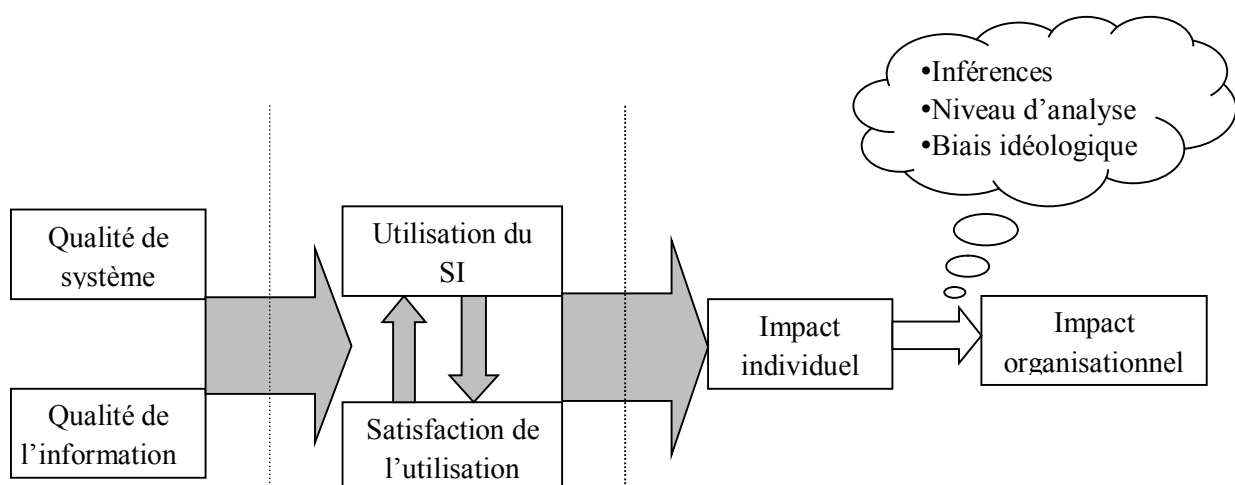 •Inférences
•Niveau d’analyse
•Biais idéologique
Qualité de
système
Utilisation du
SI
Impact
individuel
Impact
organisationnel
Qualité de
l’information
Satisfaction de
l’utilisation